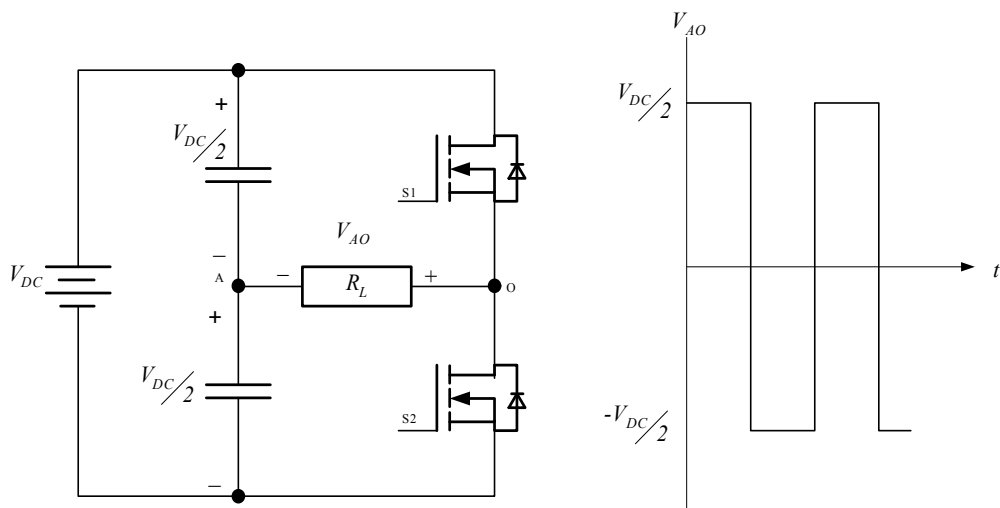 +
V_DC/2
S1
−
A
V_AO
− R_L +
O
V_DC
+
V_DC/2
S2
−
V_AO
V_DC/2
t
-V_DC/2